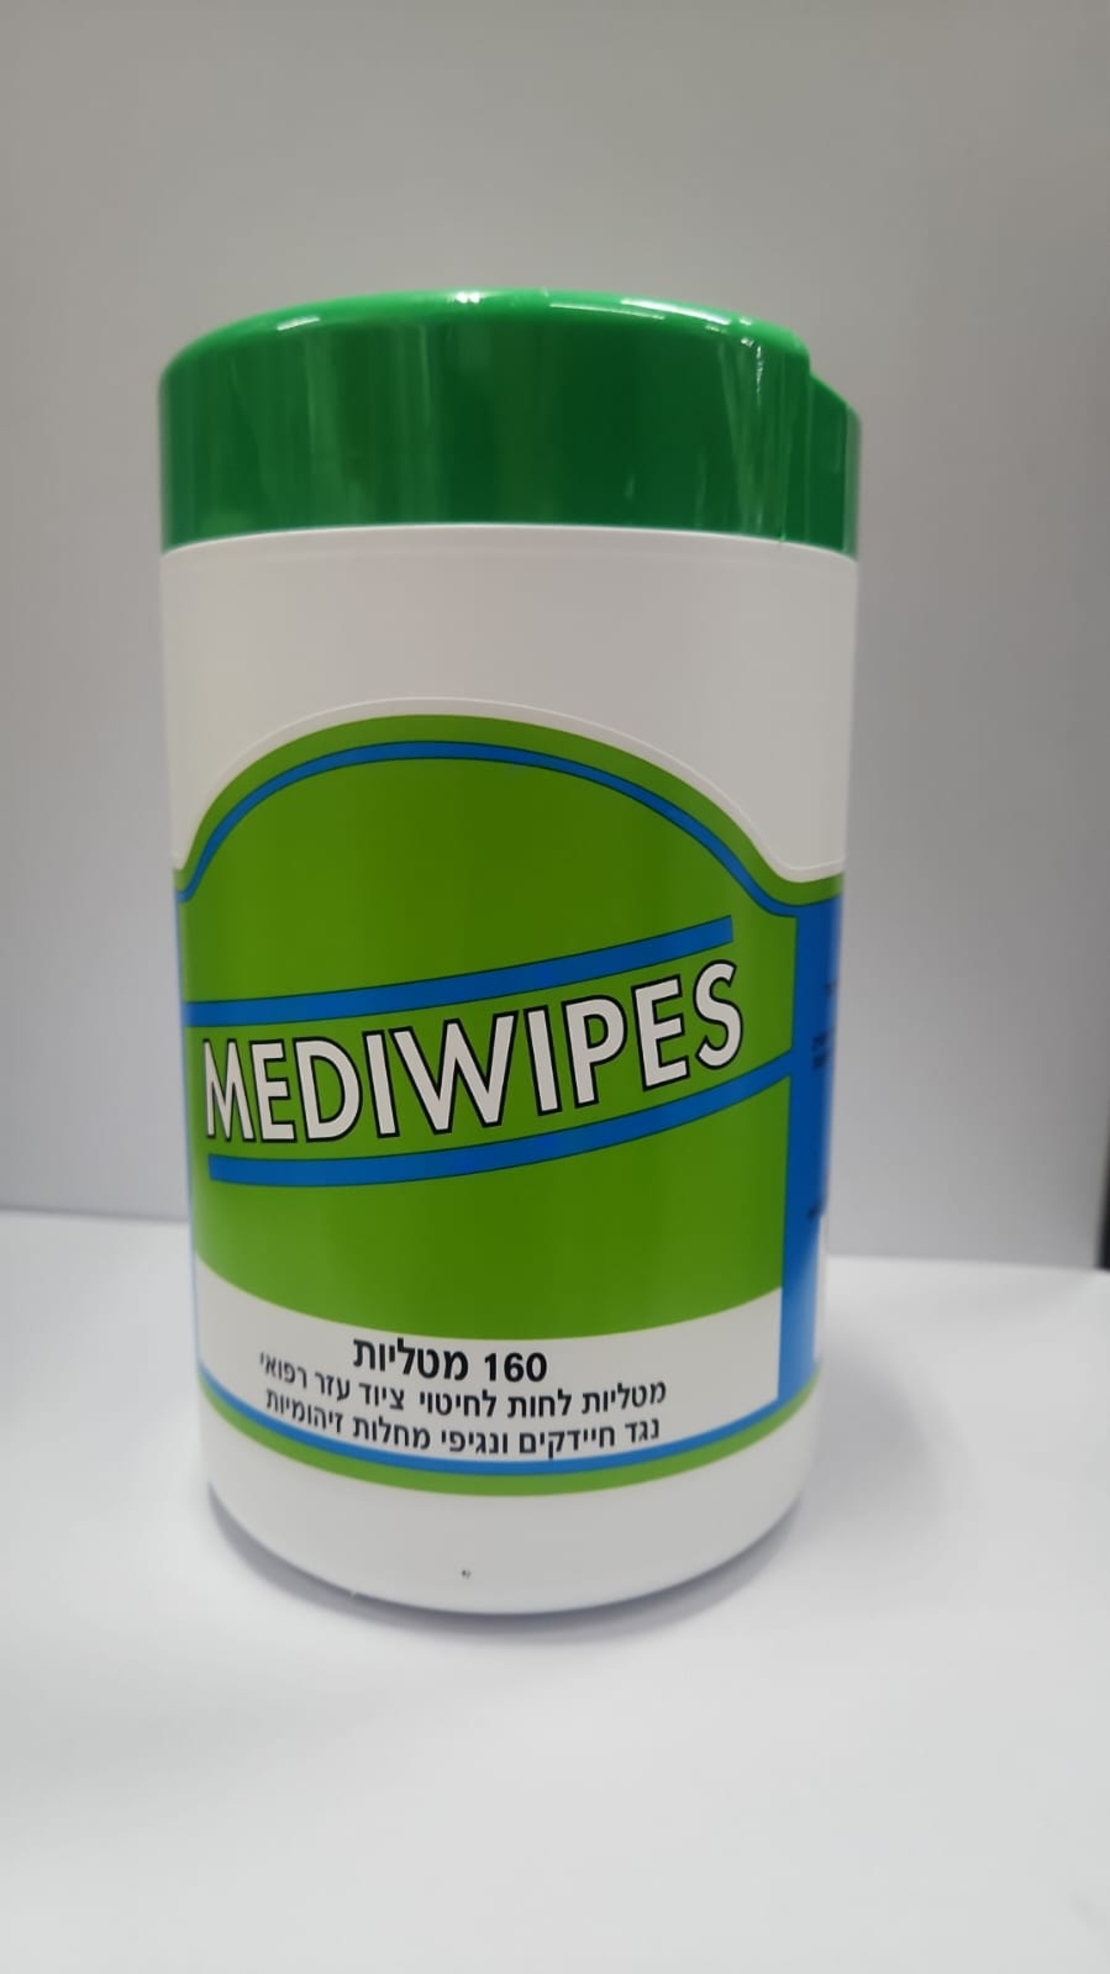 MEDIWIPES
160 מטליות
מטליות לחות לחיטוי ציוד עזר רפואי
נגד חיידקים ונגיפי מחלות זיהומיות